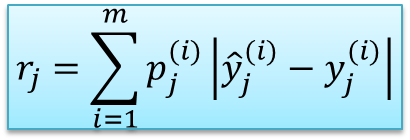 r_j = \sum_{i=1}^{m} p_j^{(i)} \left| \hat{y}_j^{(i)} - y_j^{(i)} \right|